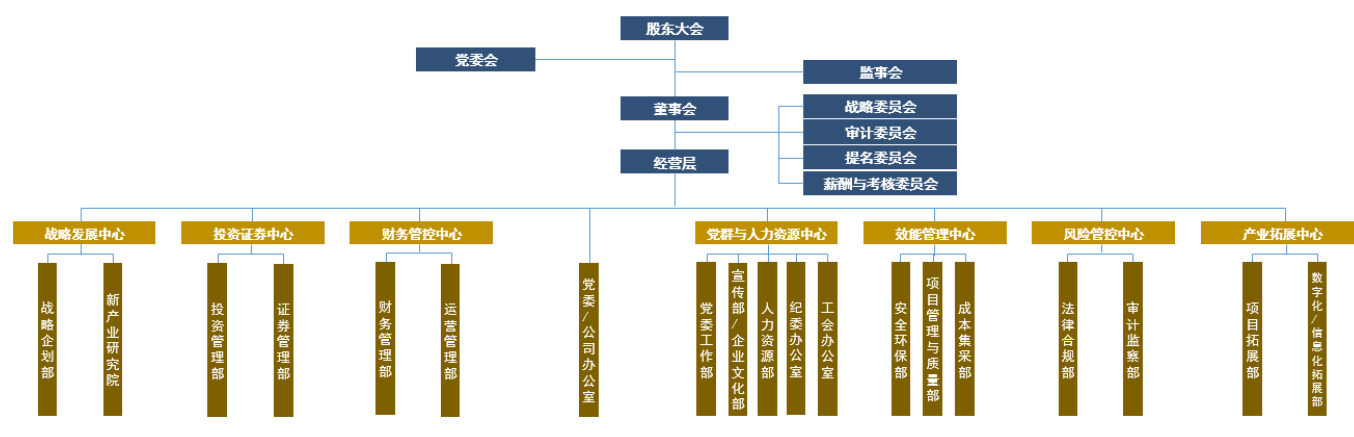 股东大会
党委会
监事会
董事会
战略委员会
审计委员会
提名委员会
薪酬与考核委员会
经营层
战略发展中心
投资证券中心
财务管控中心
党群与人力资源中心
效能管理中心
风险管控中心
产业拓展中心
战略企划部
新产业研究院
投资管理部
证券管理部
财务管理部
运营管理部
党委/公司办公室
党委工作部
宣传部/企业文化部
人力资源部
纪委办公室
工会办公室
安全环保部
项目管理与质量部
成本集采部
法律合规部
审计监察部
项目拓展部
数字化/信息化拓展部